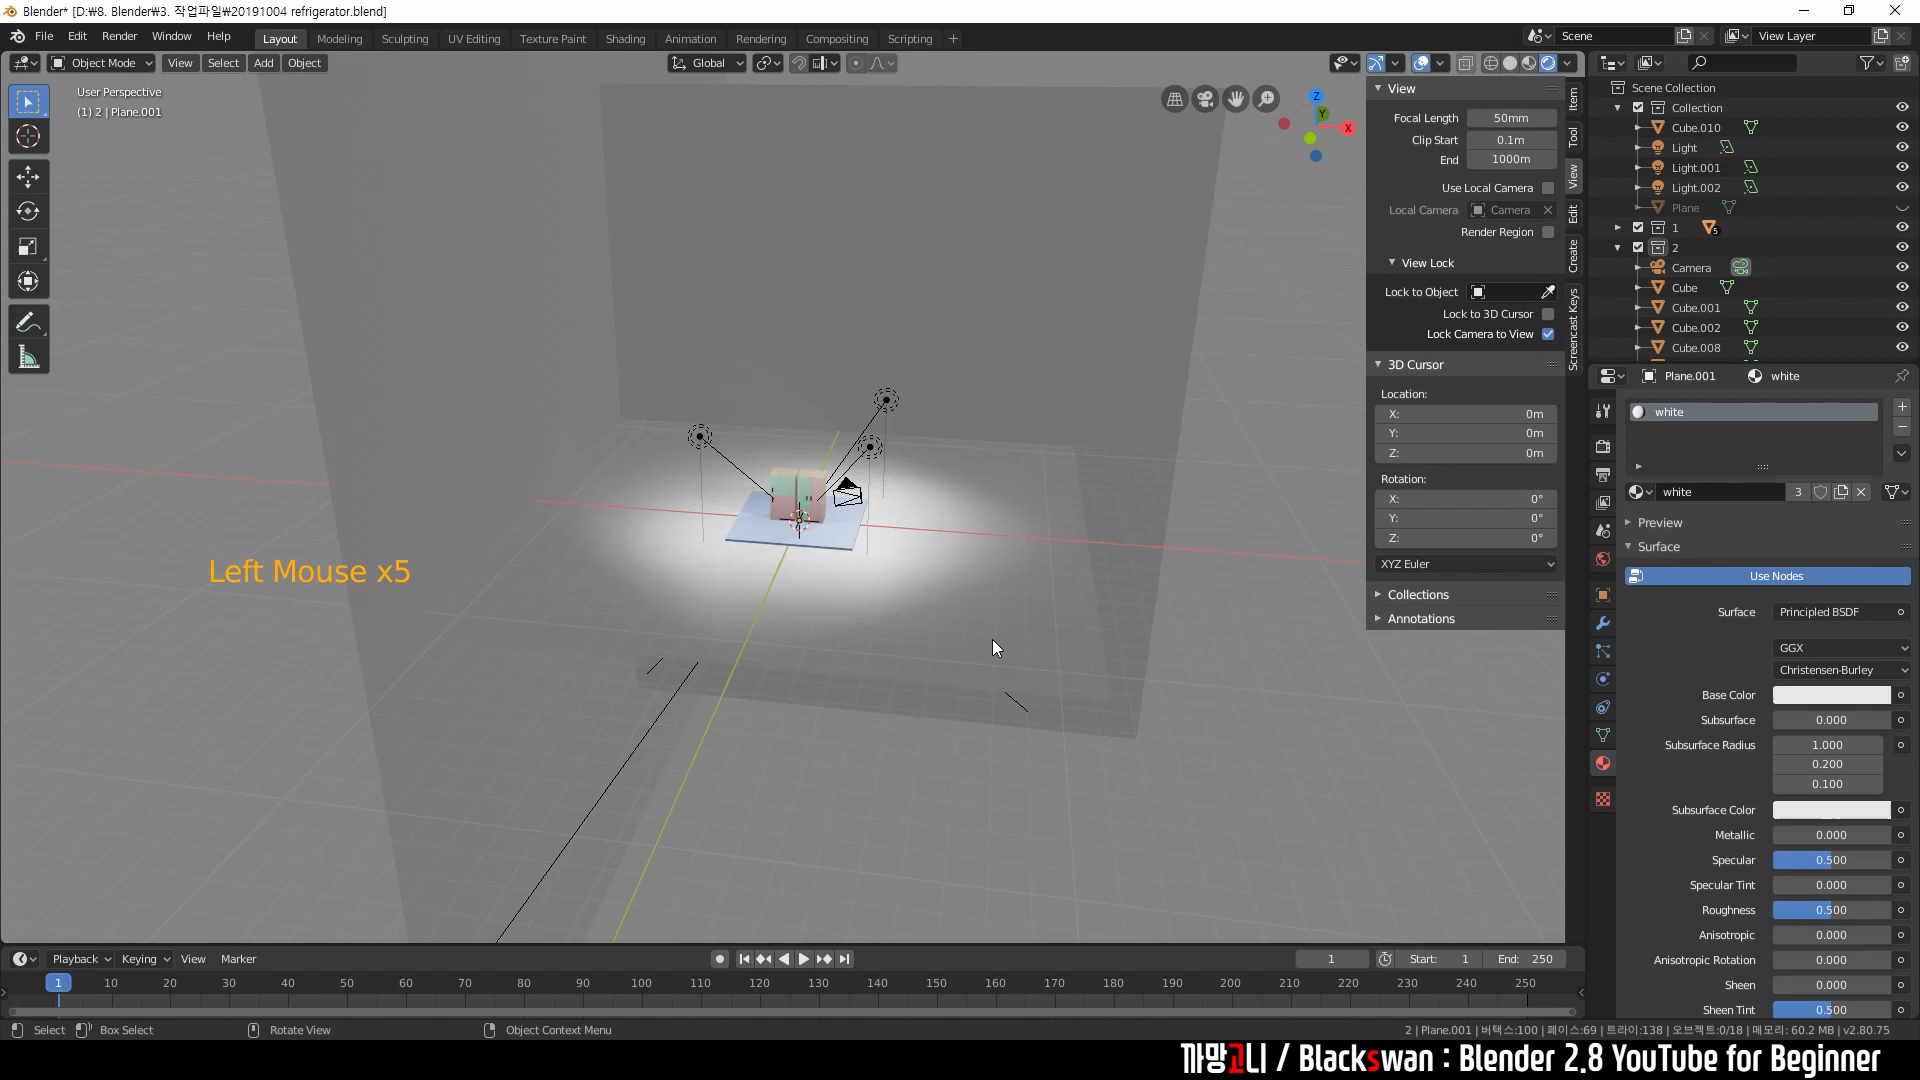 Blender* [D:₩8. Blender₩3. 작업파일₩20191004 refrigerator.blend]
File Edit Render Window Help
Layout Modeling Sculpting UV Editing Texture Paint Shading Animation Rendering Compositing Scripting +
Scene
View Layer
Object Mode View Select Add Object
Global
User Perspective
(1) 2 | Plane.001
Z
Y
X
View
Focal Length 50mm
Clip Start 0.1m
End 1000m
Use Local Camera
Local Camera Camera
Render Region
View Lock
Lock to Object
Lock to 3D Cursor
Lock Camera to View
3D Cursor
Location:
X: 0m
Y: 0m
Z: 0m
Rotation:
X: 0°
Y: 0°
Z: 0°
XYZ Euler
Collections
Annotations
Item
Tool
View
Edit
Create
Screencast Keys
Scene Collection
Collection
Cube.010
Light
Light.001
Light.002
Plane
1 5
2
Camera
Cube
Cube.001
Cube.002
Cube.008
Plane.001 white
white
white 3
Preview
Surface
Use Nodes
Surface Principled BSDF
GGX
Christensen-Burley
Base Color
Subsurface 0.000
Subsurface Radius 1.000
0.200
0.100
Subsurface Color
Metallic 0.000
Specular 0.500
Specular Tint 0.000
Roughness 0.500
Anisotropic 0.000
Anisotropic Rotation 0.000
Sheen 0.000
Sheen Tint 0.500
Left Mouse x5
Playback Keying View Marker
1 Start: 1 End: 250
1 10 20 30 40 50 60 70 80 90 100 110 120 130 140 150 160 170 180 190 200 210 220 230 240 250
Select Box Select Rotate View Object Context Menu
2 | Plane.001 | 버택스:100 | 페이스:69 | 트라이:138 | 오브젝트:0/18 | 메모리: 60.2 MB | v2.80.75
까망고니 / Blackswan : Blender 2.8 YouTube for Beginner